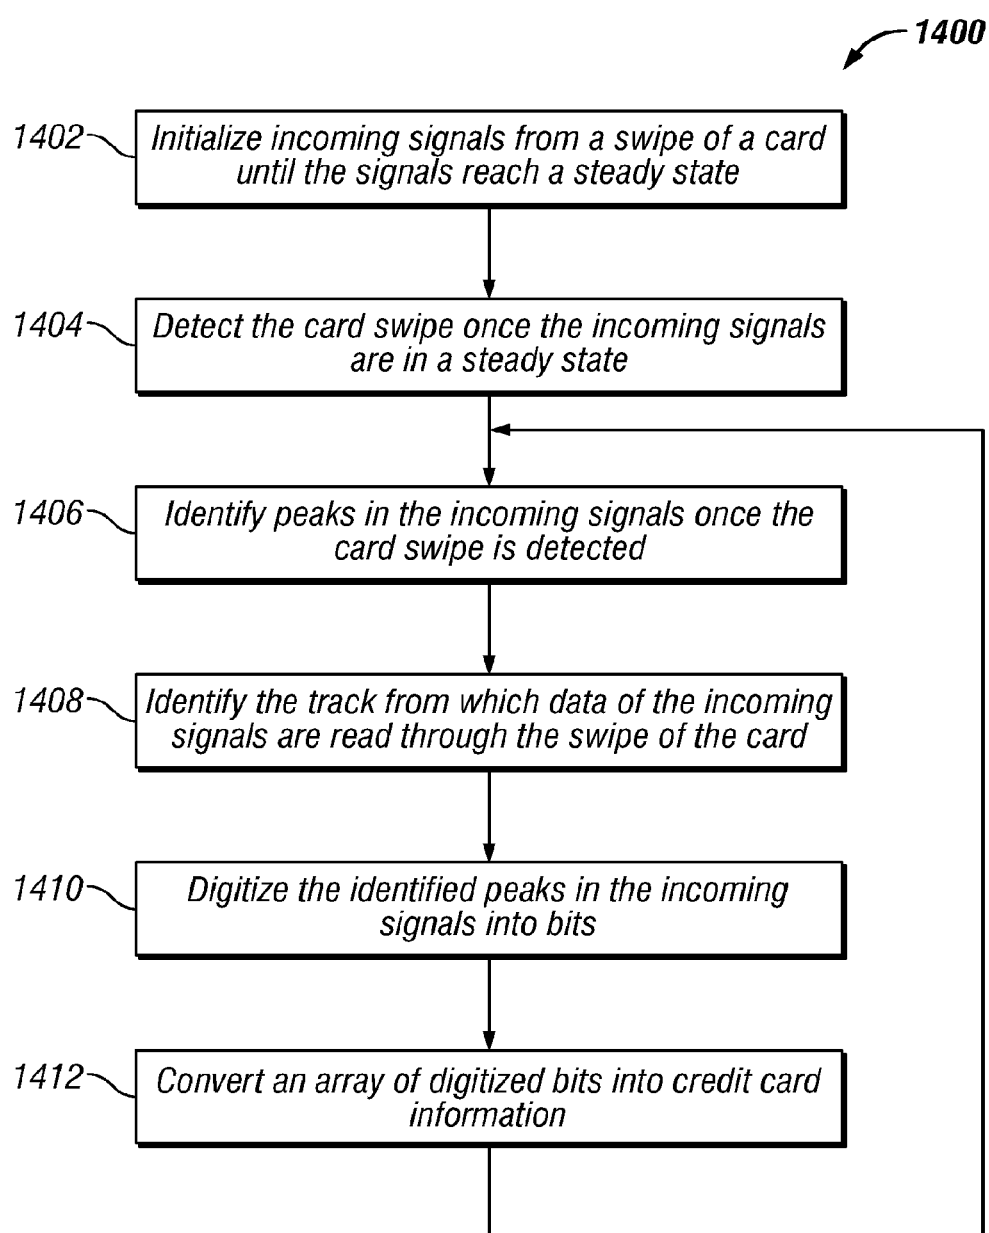 1400
1402
Initialize incoming signals from a swipe of a card
until the signals reach a steady state
1404
Detect the card swipe once the incoming signals
are in a steady state
1406
Identify peaks in the incoming signals once the
card swipe is detected
1408
Identify the track from which data of the incoming
signals are read through the swipe of the card
1410
Digitize the identified peaks in the incoming
signals into bits
1412
Convert an array of digitized bits into credit card
information